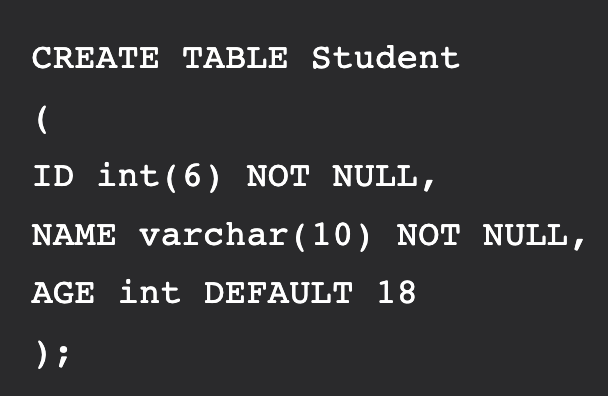 CREATE TABLE Student
(
ID int(6) NOT NULL,
NAME varchar(10) NOT NULL,
AGE int DEFAULT 18
);